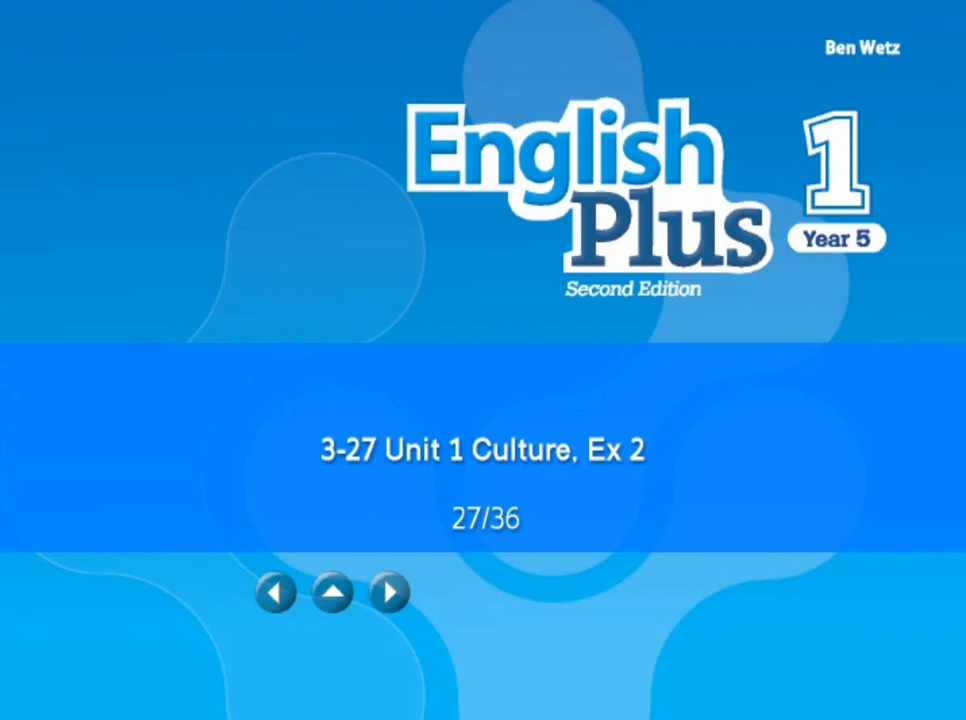 Ben Wetz
English
Plus
1
Year 5
Second Edition
3-27 Unit 1 Culture, Ex 2
27/36